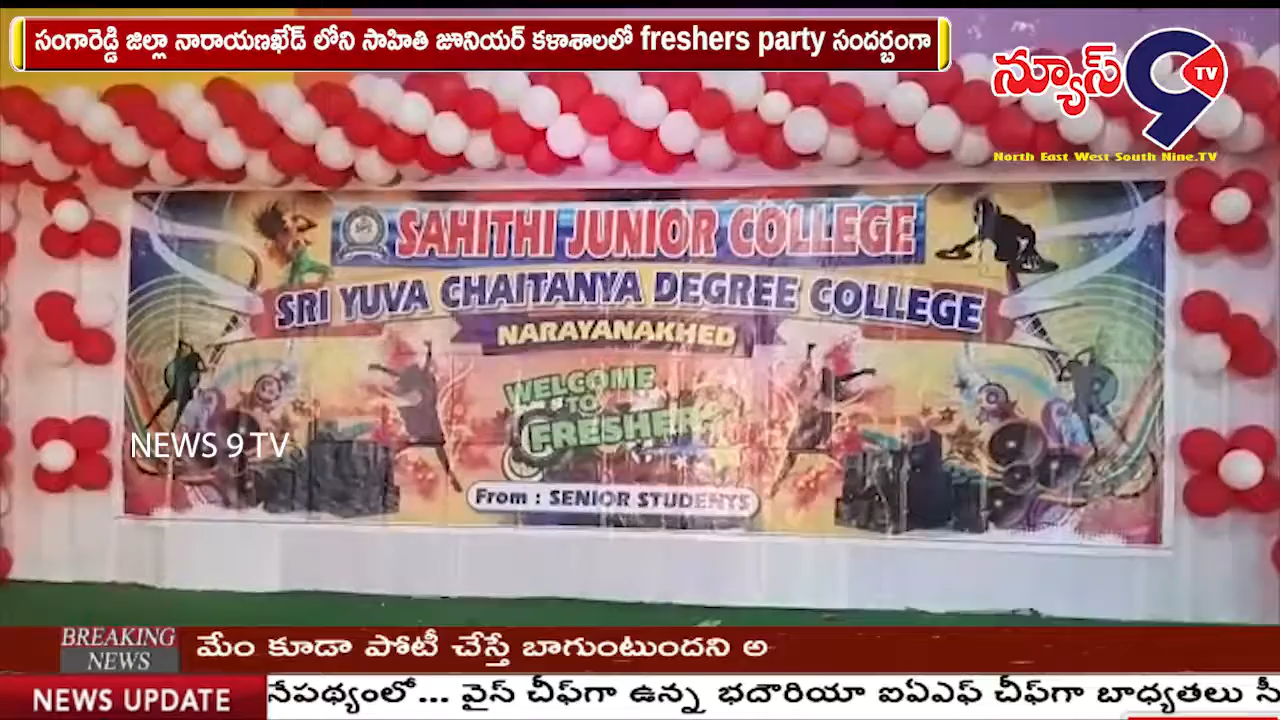 సంగారెడ్డి జిల్లా నారాయణఖేడ్ లోని సాహితి జూనియర్ కళాశాలలో freshers party సందర్భంగా
న్యూస్ 9 TV
North East West South Nine.TV
SAHITHI JUNIOR COLLEGE
SRI YUVA CHAITANYA DEGREE COLLEGE
NARAYANAKHED
WELCOME
TO
FRESHERS
NEWS 9 TV
From : SENIOR STUDENTS
BREAKING
NEWS
మేం కూడా పోటీ చేస్తే బాగుంటుందని అ
NEWS UPDATE
నేపథ్యంలో... వైస్ చీఫ్‌గా ఉన్న భదౌరియా ఐఏఎఫ్ చీఫ్‌గా బాధ్యతలు సీ